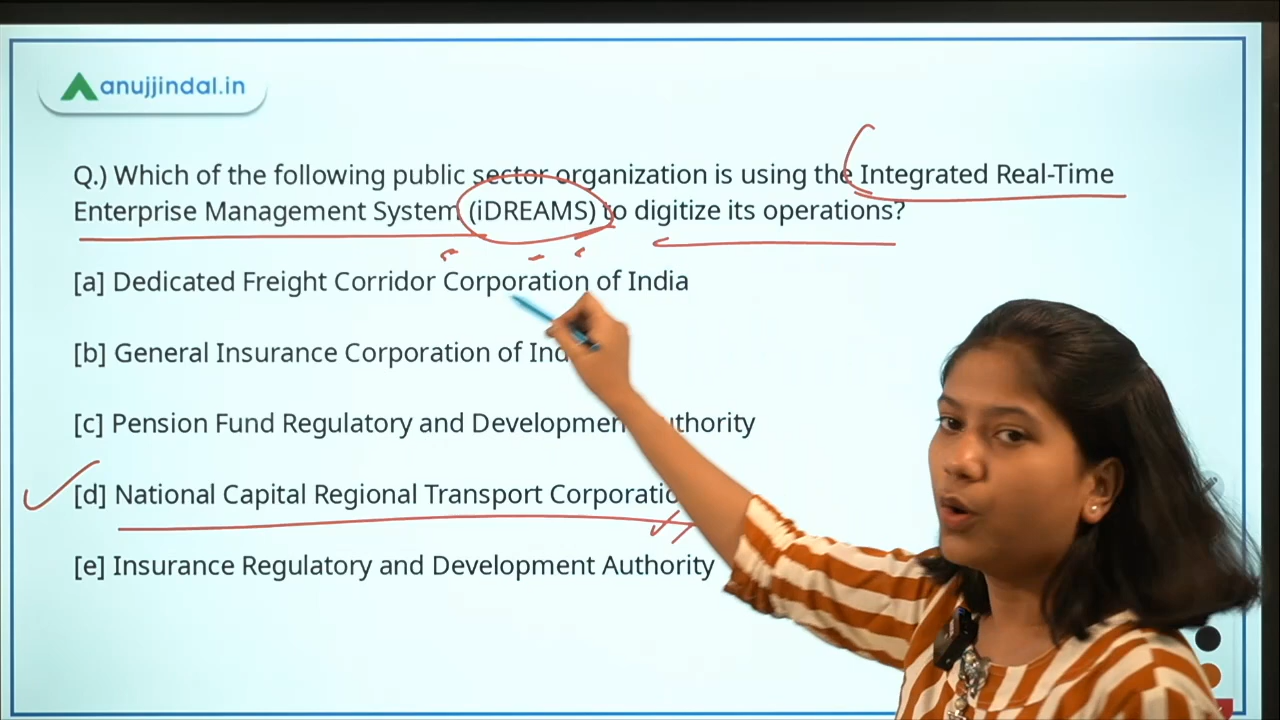 anujjindal.in
Q.) Which of the following public sector organization is using the Integrated Real-Time
Enterprise Management System (iDREAMS) to digitize its operations?
[a] Dedicated Freight Corridor Corporation of India
[b] General Insurance Corporation of
[c] Pension Fund Regulatory and
[d] National Capital Regional Transport
[e] Insurance Regulatory and Development Authority